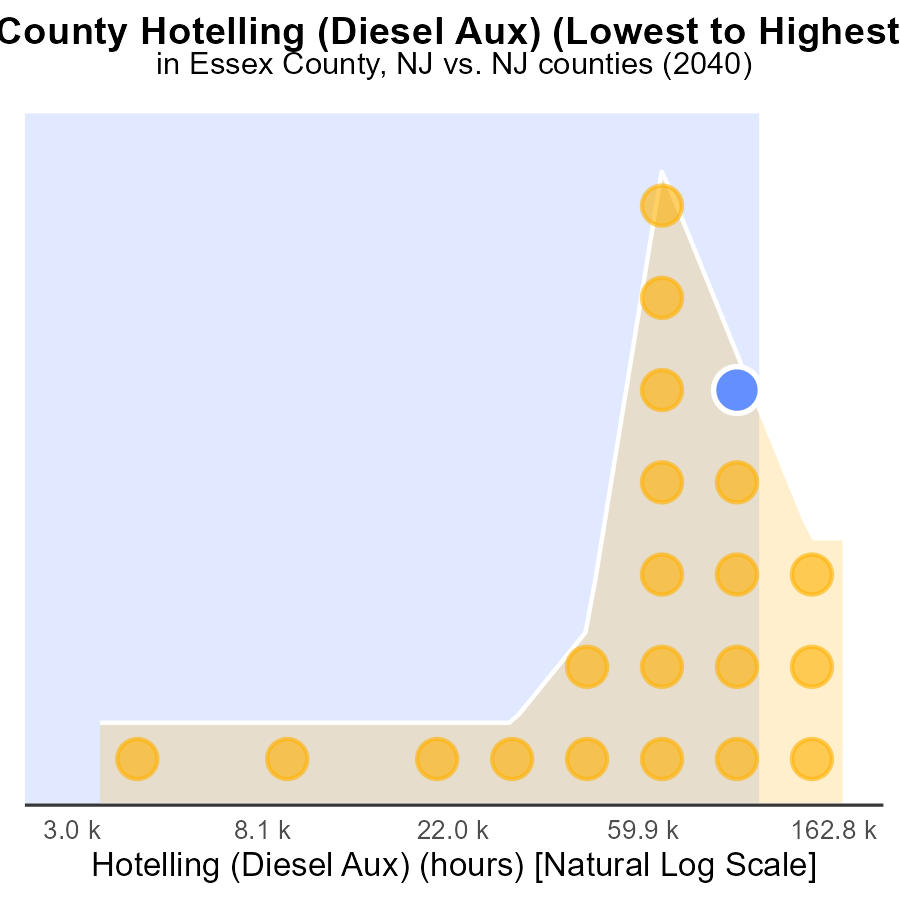 County Hotelling (Diesel Aux) (Lowest to Highest
in Essex County, NJ vs. NJ counties (2040)
3.0 k 8.1 k 22.0 k 59.9 k 162.8 k
Hotelling (Diesel Aux) (hours) [Natural Log Scale]